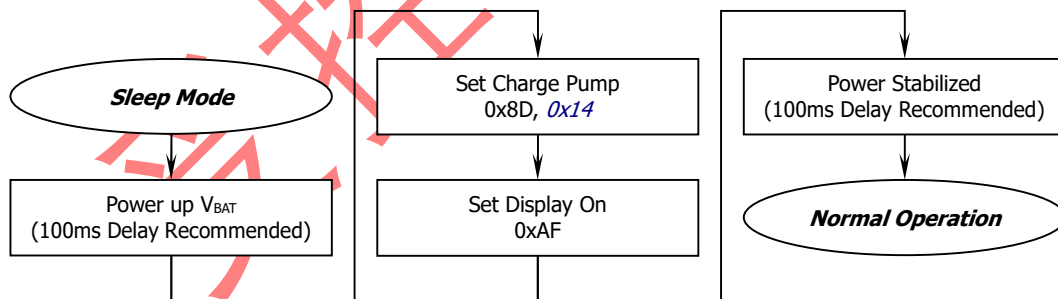 Sleep Mode
Power up VBAT
(100ms Delay Recommended)
Set Charge Pump
0x8D, 0x14
Set Display On
0xAF
Power Stabilized
(100ms Delay Recommended)
Normal Operation